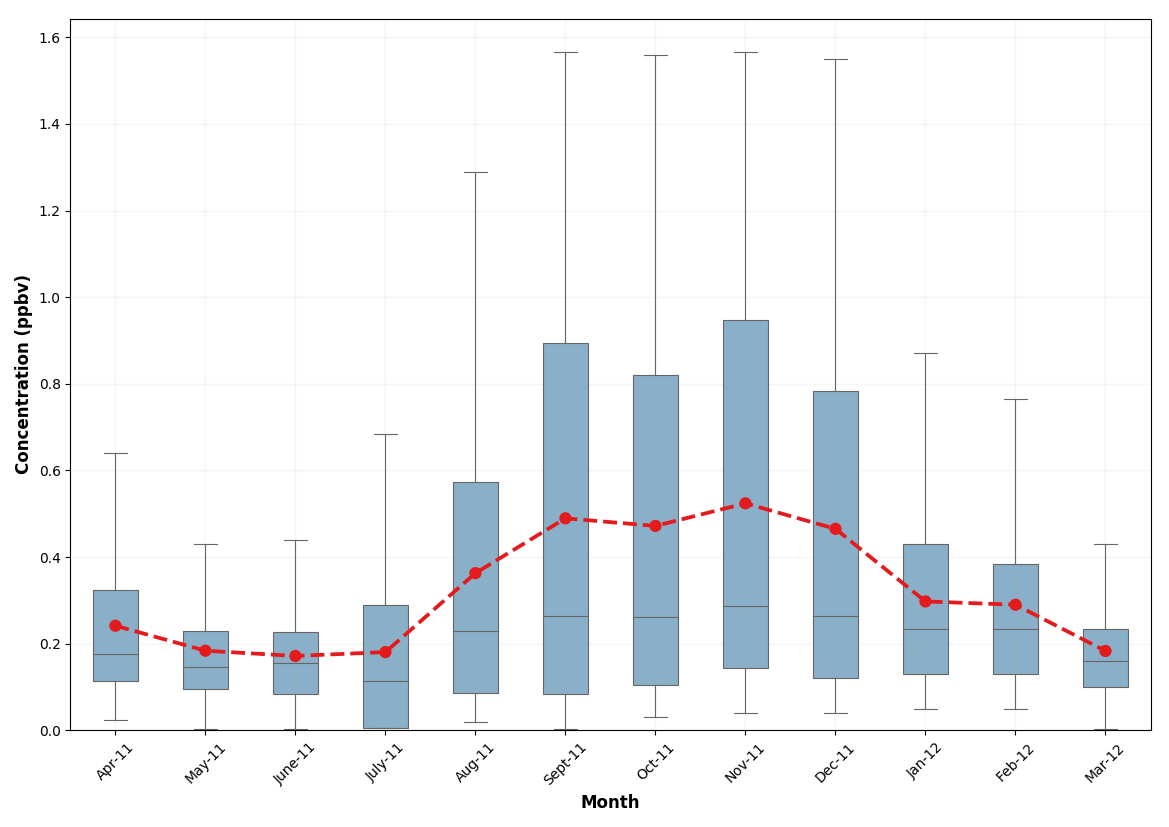 Concentration (ppbv)
1.6
1.4
1.2
1.0
0.8
0.6
0.4
0.2
0.0
Apr-11
May-11
June-11
July-11
Aug-11
Sept-11
Oct-11
Nov-11
Dec-11
Jan-12
Feb-12
Mar-12
Month